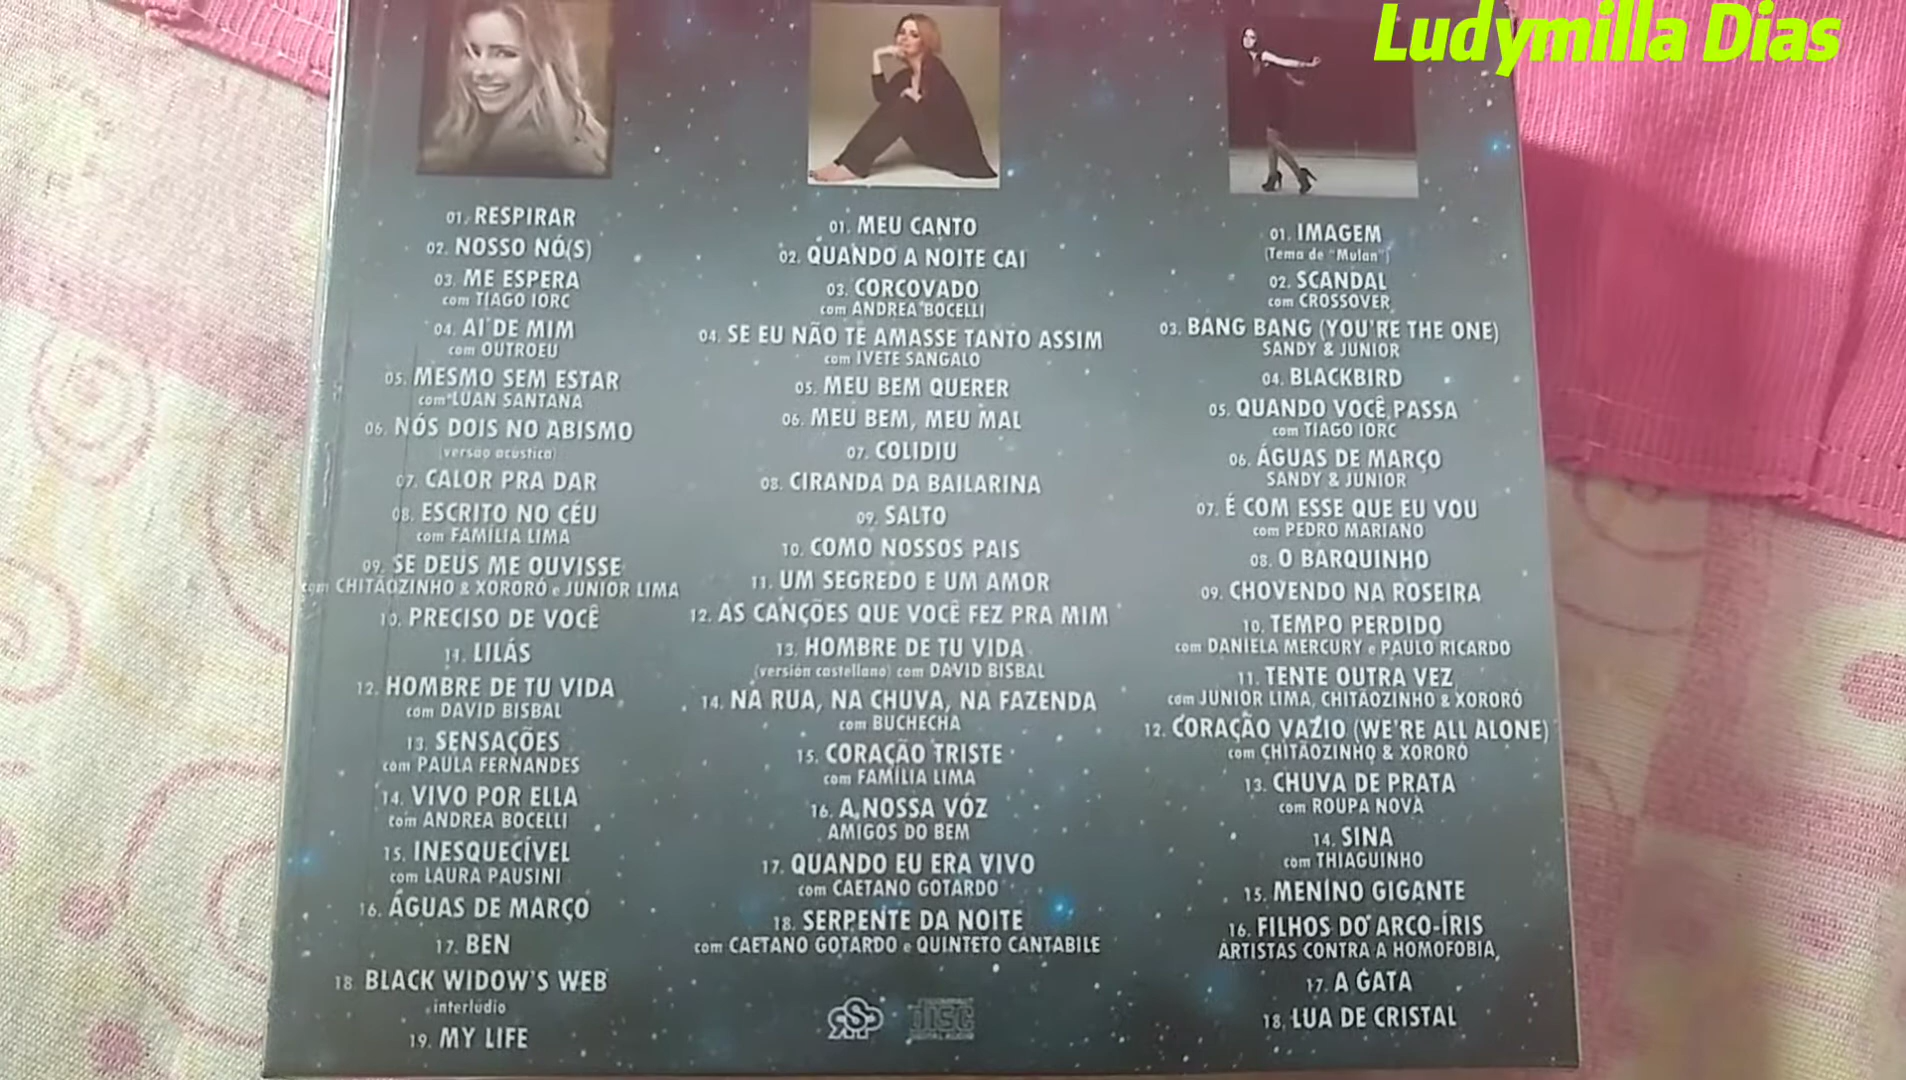 Ludymilla Dias
01. RESPIRAR
02. NOSSO NÓ(S)
03. ME ESPERA
com TIAGO IORC
04. AI DE MIM
com OUTROEU
05. MESMO SEM ESTAR
com LUAN SANTANA
06. NÓS DOIS NO ABISMO
(versão acústica)
07. CALOR PRA DAR
08. ESCRITO NO CÉU
com FAMÍLIA LIMA
09. SE DEUS ME OUVISSE
com CHITÃOZINHO & XORORÓ e JUNIOR LIMA
10. PRECISO DE VOCÊ
11. LILÁS
12. HOMBRE DE TU VIDA
com DAVID BISBAL
13. SENSAÇÕES
com PAULA FERNANDES
14. VIVO POR ELLA
com ANDREA BOCELLI
15. INESQUECÍVEL
com LAURA PAUSINI
16. ÁGUAS DE MARÇO
17. BEN
18. BLACK WIDOW'S WEB
interlúdio
19. MY LIFE
01. MEU CANTO
02. QUANDO A NOITE CAI
03. CORCOVADO
com ANDREA BOCELLI
04. SE EU NÃO TE AMASSE TANTO ASSIM
com IVETE SANGALO
05. MEU BEM QUERER
06. MEU BEM, MEU MAL
07. COLIDIU
08. CIRANDA DA BAILARINA
09. SALTO
10. COMO NOSSOS PAIS
11. UM SEGREDO E UM AMOR
12. AS CANÇÕES QUE VOCÊ FEZ PRA MIM
13. HOMBRE DE TU VIDA
(versión castellano) com DAVID BISBAL
14. NA RUA, NA CHUVA, NA FAZENDA
com BUCHECHA
15. CORAÇÃO TRISTE
com FAMÍLIA LIMA
16. A NOSSA VÓZ
AMIGOS DO BEM
17. QUANDO EU ERA VIVO
com CAETANO GOTARDO
18. SERPENTE DA NOITE
com CAETANO GOTARDO e QUINTETO CANTABILE
disc
01. IMAGEM
(Tema de "Mulan")
02. SCANDAL
com CROSSOVER
03. BANG BANG (YOU'RE THE ONE)
SANDY & JUNIOR
04. BLACKBIRD
05. QUANDO VOCÊ PASSA
com TIAGO IORC
06. ÁGUAS DE MARÇO
SANDY & JUNIOR
07. É COM ESSE QUE EU VOU
com PEDRO MARIANO
08. O BARQUINHO
09. CHOVENDO NA ROSEIRA
10. TEMPO PERDIDO
com DANIELA MERCURY e PAULO RICARDO
11. TENTE OUTRA VEZ
com JUNIOR LIMA, CHITÃOZINHO & XORORÓ
12. CORAÇÃO VAZIO (WE'RE ALL ALONE)
com CHITÃOZINHO & XORORÓ
13. CHUVA DE PRATA
com ROUPA NOVA
14. SINA
com THIAGUINHO
15. MENINO GIGANTE
16. FILHOS DO ARCO-ÍRIS
ARTISTAS CONTRA A HOMOFOBIA
17. A GATA
18. LUA DE CRISTAL